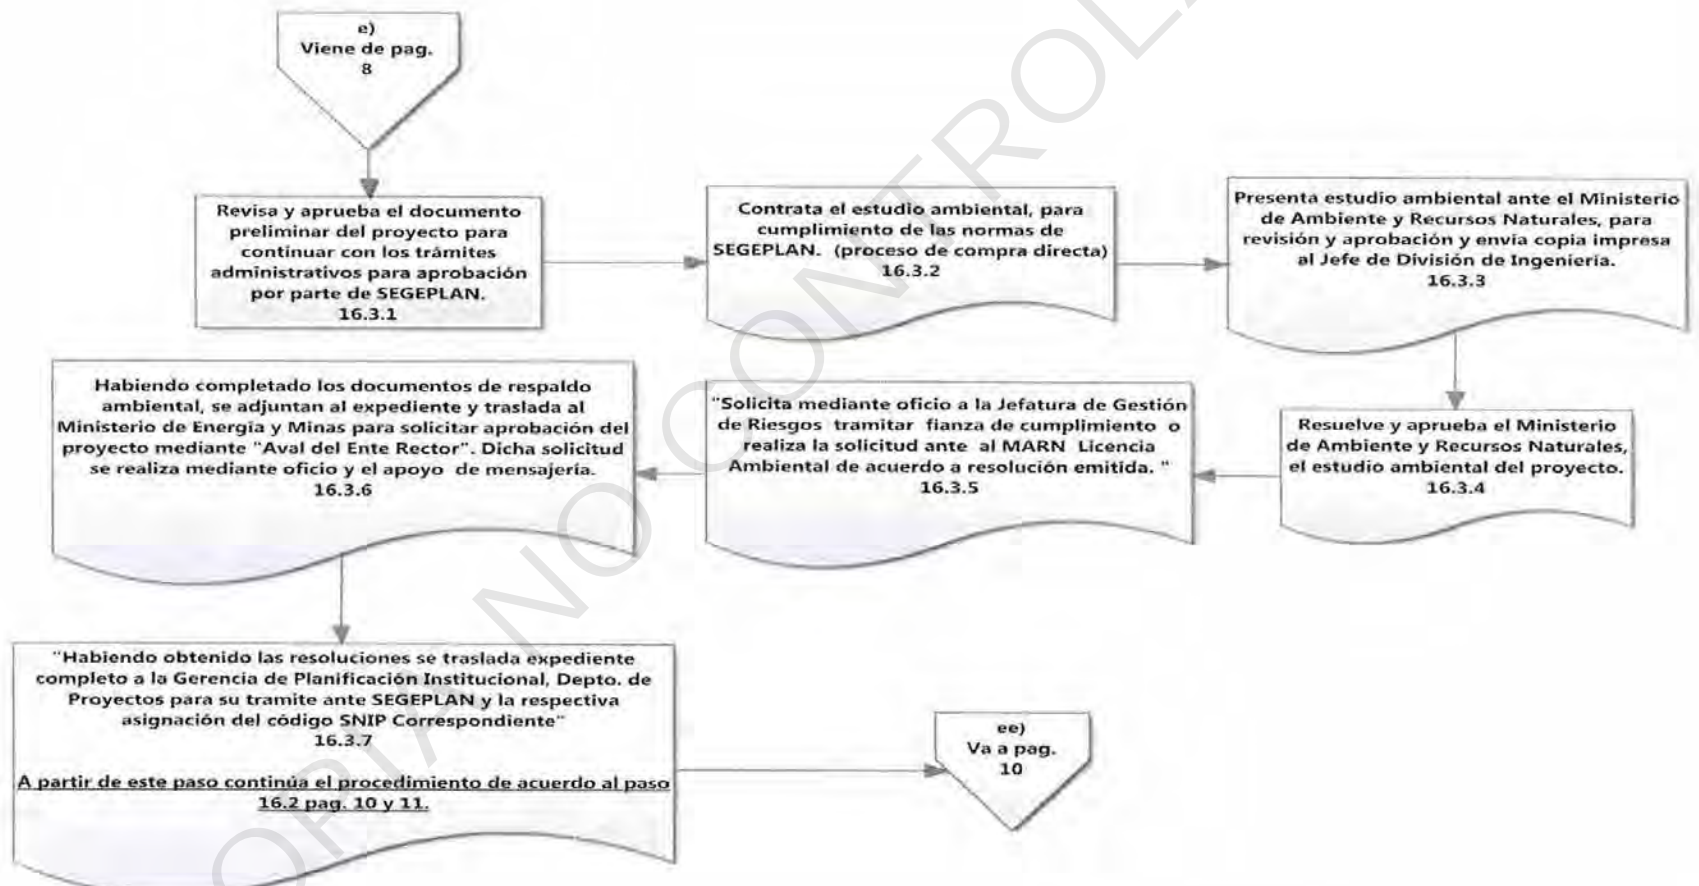 e)
Viene de pag.
8
Revisa y aprueba el documento
preliminar del proyecto para
continuar con los trámites
administrativos para aprobación
por parte de SEGEPLAN.
16.3.1
Contrata el estudio ambiental, para
cumplimiento de las normas de
SEGEPLAN. (proceso de compra directa)
16.3.2
Presenta estudio ambiental ante el Ministerio
de Ambiente y Recursos Naturales, para
revisión y aprobación y envia copia impresa
al Jefe de División de Ingeniería.
16.3.3
Resuelve y aprueba el Ministerio
de Ambiente y Recursos Naturales,
el estudio ambiental del proyecto.
16.3.4
"Solicita mediante oficio a la Jefatura de Gestión
de Riesgos tramitar fianza de cumplimiento o
realiza la solicitud ante al MARN Licencia
Ambiental de acuerdo a resolución emitida. "
16.3.5
Habiendo completado los documentos de respaldo
ambiental, se adjuntan al expediente y traslada al
Ministerio de Energía y Minas para solicitar aprobación del
proyecto mediante "Aval del Ente Rector". Dicha solicitud
se realiza mediante oficio y el apoyo de mensajería.
16.3.6
"Habiendo obtenido las resoluciones se traslada expediente
completo a la Gerencia de Planificación Institucional, Depto. de
Proyectos para su tramite ante SEGEPLAN y la respectiva
asignación del código SNIP Correspondiente"
16.3.7
A partir de este paso continúa el procedimiento de acuerdo al paso
16.2 pag. 10 y 11.
ee)
Va a pag.
10